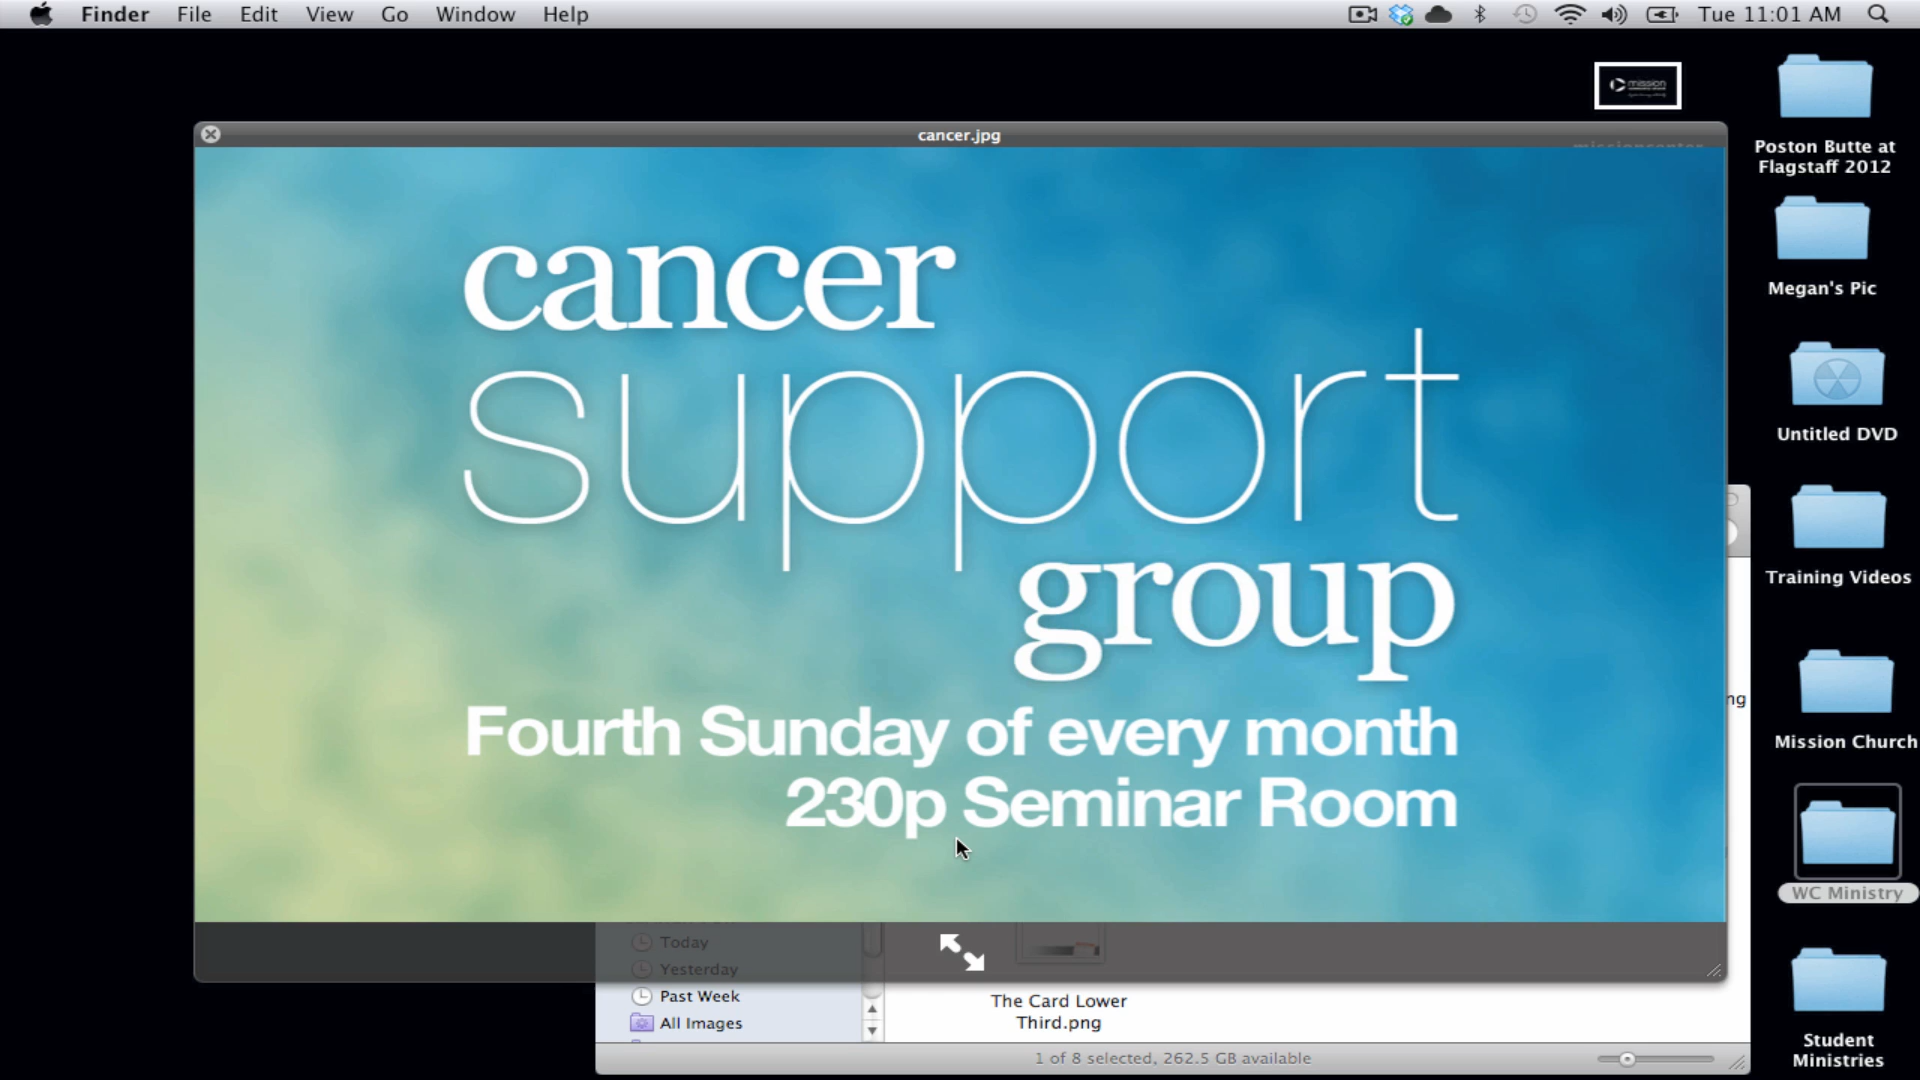 Finder File Edit View Go Window Help Tue 11:01 AM
mission
cancer.jpg
cancer
support
group
Fourth Sunday of every month
230p Seminar Room
Today
Yesterday
Past Week
All Images
The Card Lower
Third.png
1 of 8 selected, 262.5 GB available
Poston Butte at
Flagstaff 2012
Megan's Pic
Untitled DVD
Training Videos
ng
Mission Church
WC Ministry
Student
Ministries